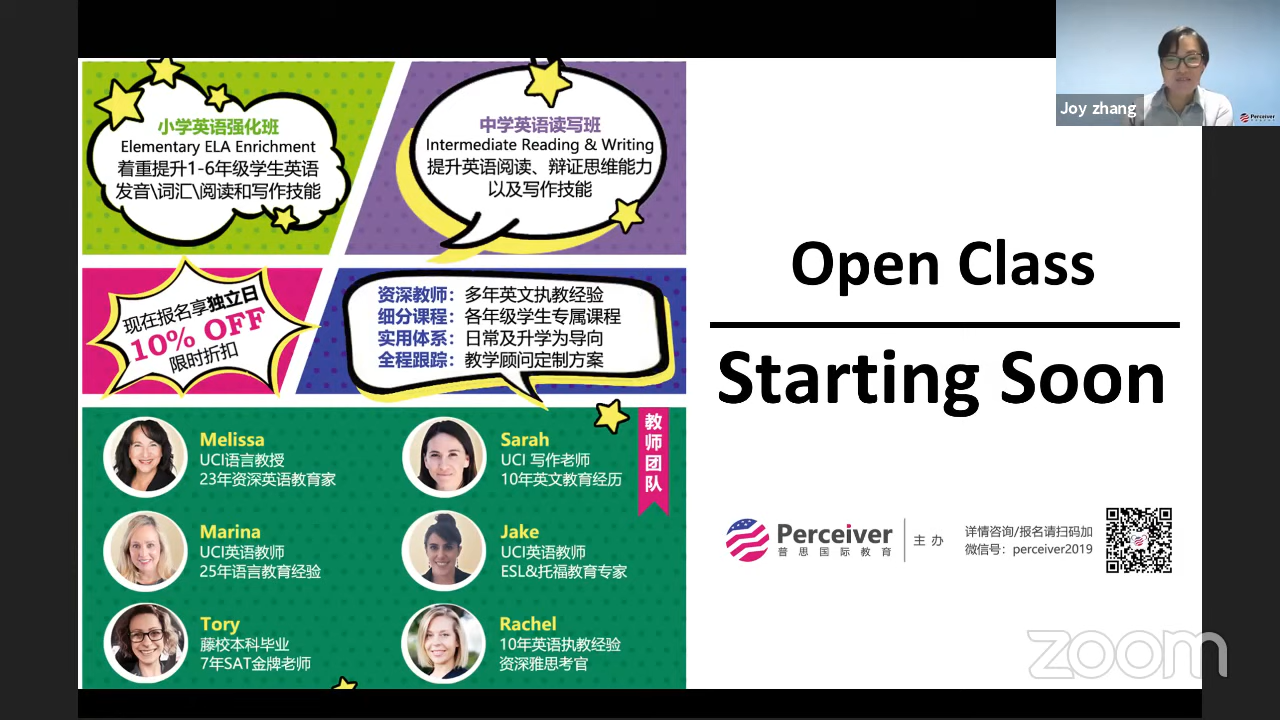 Joy zhang
Perceiver
小学英语强化班
Elementary ELA Enrichment
着重提升1-6年级学生英语
发音\词汇\阅读和写作技能
中学英语读写班
Intermediate Reading & Writing
提升英语阅读、辩证思维能力
以及写作技能
现在报名享独立日
10% OFF
限时折扣
资深教师：多年英文执教经验
细分课程：各年级学生专属课程
实用体系：日常及升学为导向
全程跟踪：教学顾问定制方案
教师团队
Melissa
UCI语言教授
23年资深英语教育家
Sarah
UCI 写作老师
10年英文教育经历
Marina
UCI英语教师
25年语言教育经验
Jake
UCI英语教师
ESL&托福教育专家
Tory
藤校本科毕业
7年SAT金牌老师
Rachel
10年英语执教经验
资深雅思考官
Open Class
Starting Soon
Perceiver
普思国际教育
主办
详情咨询/报名请扫码加
微信号：perceiver2019
zoom